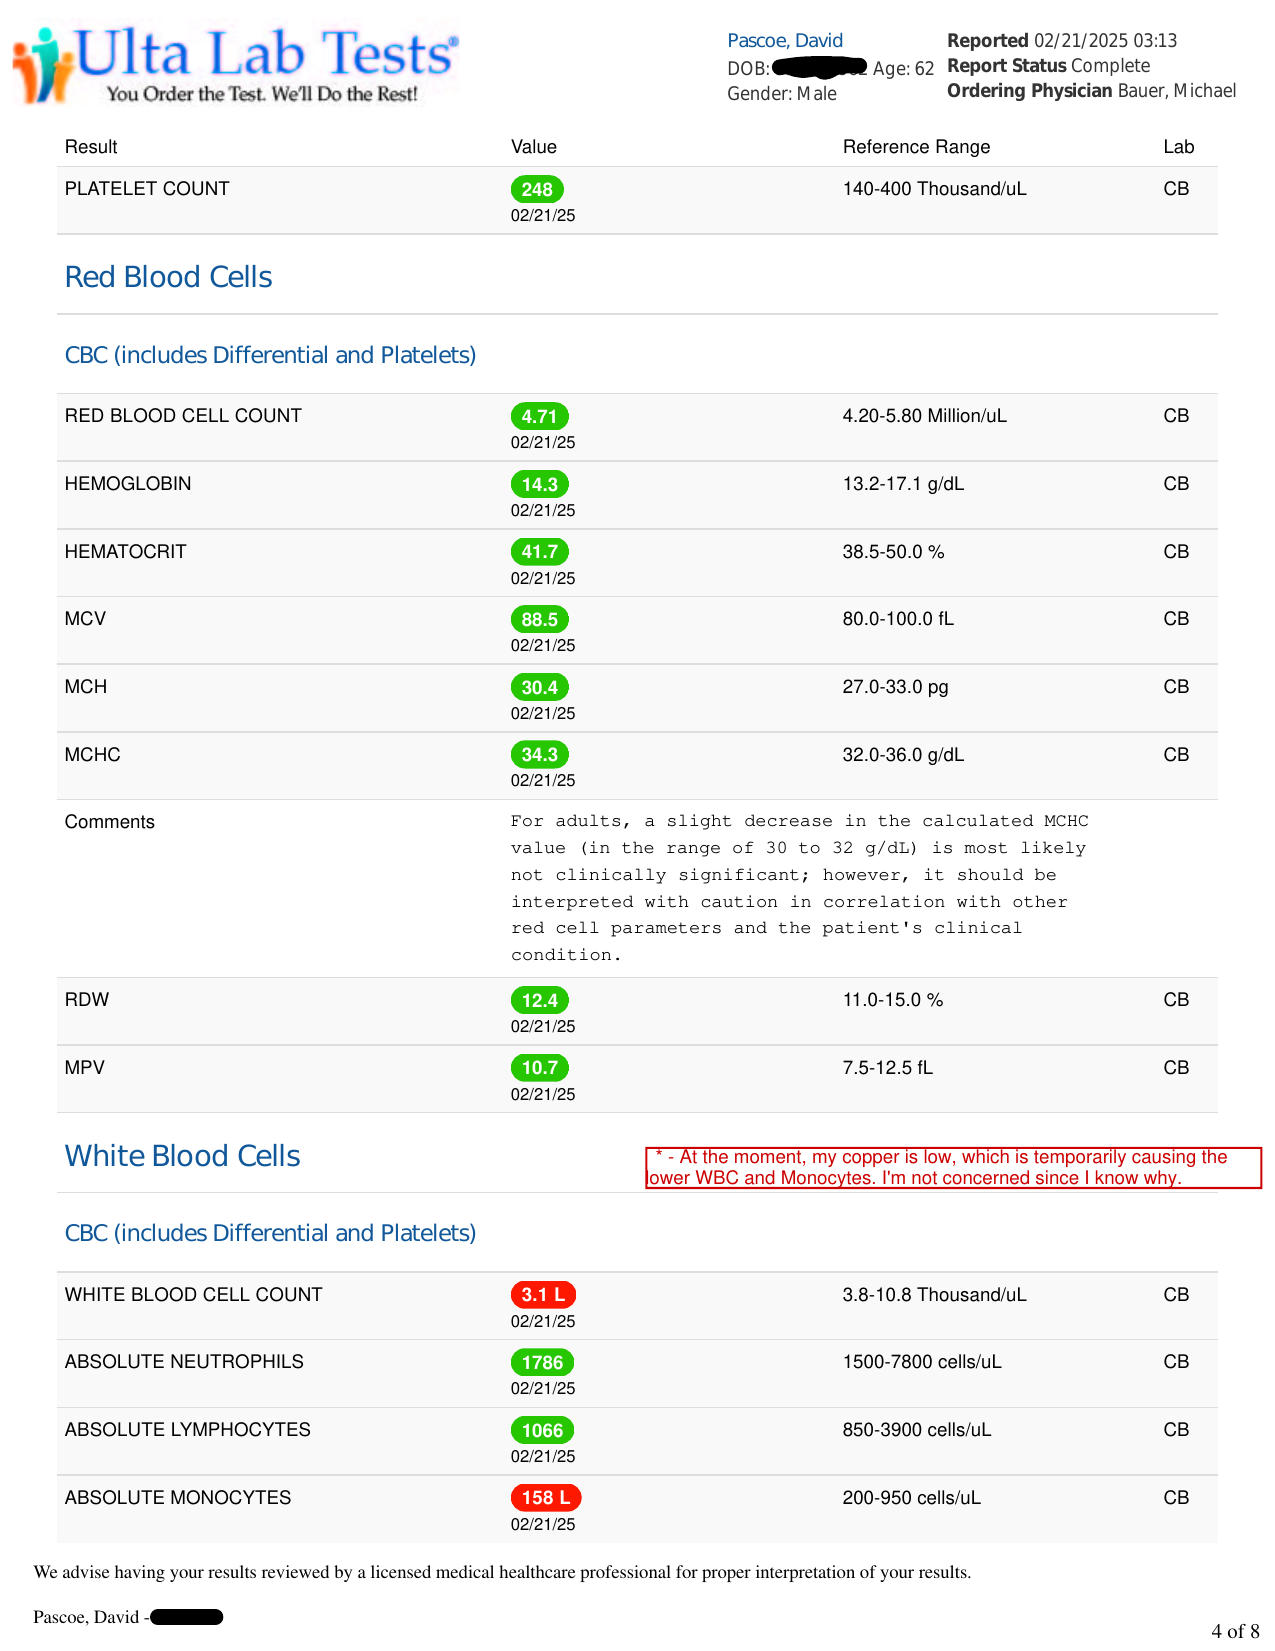 Ulta Lab Tests®
You Order the Test. We'll Do the Rest!
Pascoe, David
DOB: Age: 62
Gender: Male
Reported 02/21/2025 03:13
Report Status Complete
Ordering Physician Bauer, Michael
Result Value Reference Range Lab
PLATELET COUNT 248 140-400 Thousand/uL CB
02/21/25
Red Blood Cells
CBC (includes Differential and Platelets)
RED BLOOD CELL COUNT 4.71 4.20-5.80 Million/uL CB
02/21/25
HEMOGLOBIN 14.3 13.2-17.1 g/dL CB
02/21/25
HEMATOCRIT 41.7 38.5-50.0 % CB
02/21/25
MCV 88.5 80.0-100.0 fL CB
02/21/25
MCH 30.4 27.0-33.0 pg CB
02/21/25
MCHC 34.3 32.0-36.0 g/dL CB
02/21/25
Comments For adults, a slight decrease in the calculated MCHC
value (in the range of 30 to 32 g/dL) is most likely
not clinically significant; however, it should be
interpreted with caution in correlation with other
red cell parameters and the patient's clinical
condition.
RDW 12.4 11.0-15.0 % CB
02/21/25
MPV 10.7 7.5-12.5 fL CB
02/21/25
White Blood Cells
* - At the moment, my copper is low, which is temporarily causing the
lower WBC and Monocytes. I'm not concerned since I know why.
CBC (includes Differential and Platelets)
WHITE BLOOD CELL COUNT 3.1 L 3.8-10.8 Thousand/uL CB
02/21/25
ABSOLUTE NEUTROPHILS 1786 1500-7800 cells/uL CB
02/21/25
ABSOLUTE LYMPHOCYTES 1066 850-3900 cells/uL CB
02/21/25
ABSOLUTE MONOCYTES 158 L 200-950 cells/uL CB
02/21/25
We advise having your results reviewed by a licensed medical healthcare professional for proper interpretation of your results.
Pascoe, David -
4 of 8